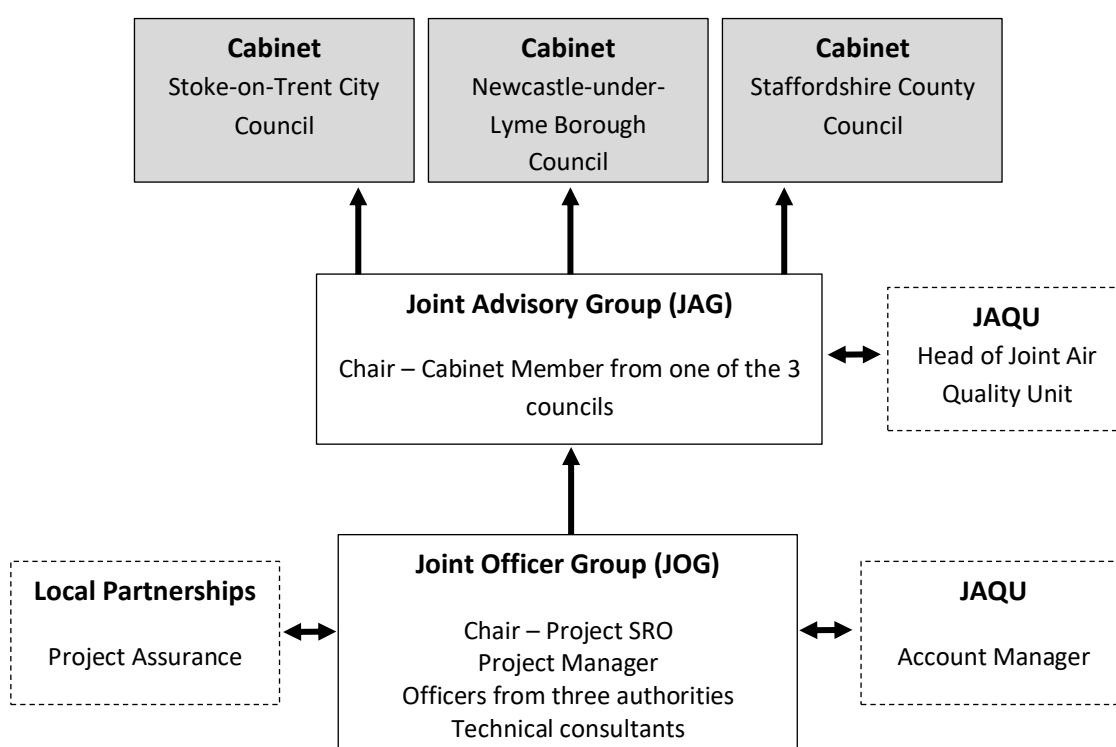 Cabinet
Stoke-on-Trent City
Council
Cabinet
Newcastle-under-
Lyme Borough
Council
Cabinet
Staffordshire County
Council
Joint Advisory Group (JAG)
Chair – Cabinet Member from one of the 3
councils
JAQU
Head of Joint Air
Quality Unit
Local Partnerships
Project Assurance
Joint Officer Group (JOG)
Chair – Project SRO
Project Manager
Officers from three authorities
Technical consultants
JAQU
Account Manager